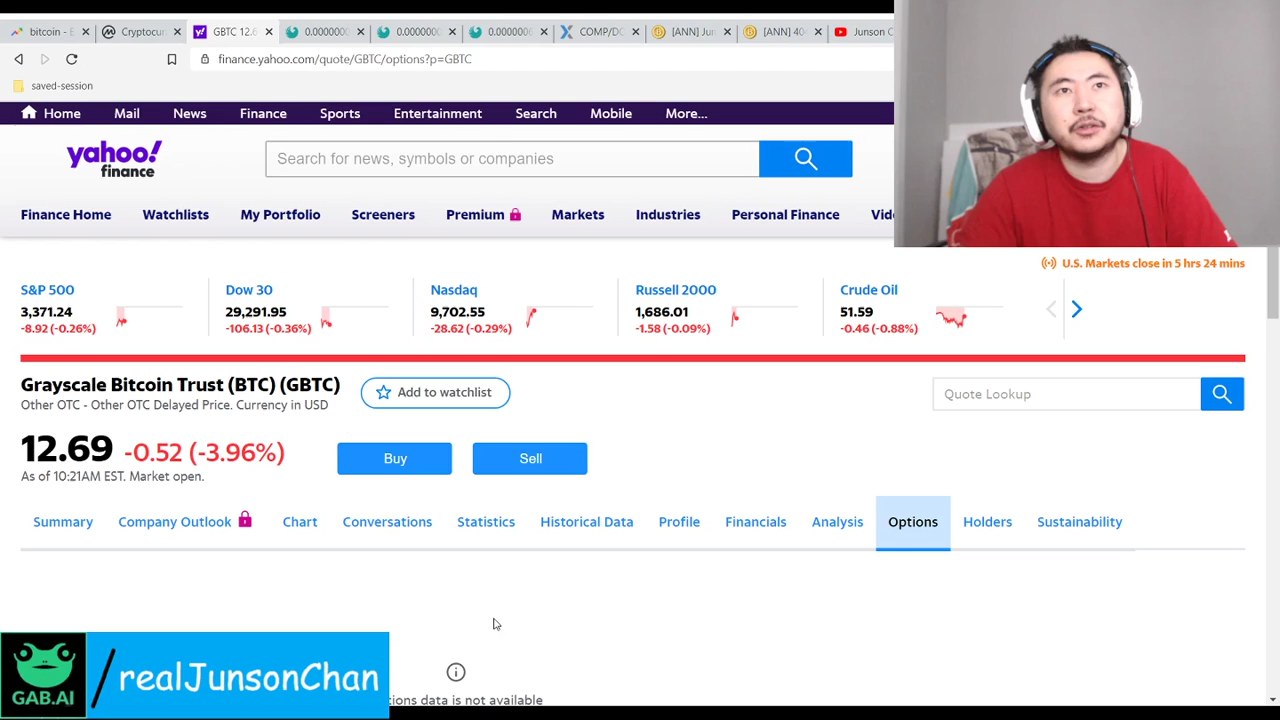 bitcoin - E
Cryptocur
GBTC 12.6
0.0000000
0.0000000
0.0000000
COMP/DO
[ANN] Jun
[ANN] 40
Junson C
finance.yahoo.com/quote/GBTC/options?p=GBTC
saved-session
Home Mail News Finance Sports Entertainment Search Mobile More...
yahoo!
finance
Search for news, symbols or companies
Finance Home Watchlists My Portfolio Screeners Premium Markets Industries Personal Finance Vid
U.S. Markets close in 5 hrs 24 mins
S&P 500
3,371.24
-8.92 (-0.26%)
Dow 30
29,291.95
-106.13 (-0.36%)
Nasdaq
9,702.55
-28.62 (-0.29%)
Russell 2000
1,686.01
-1.58 (-0.09%)
Crude Oil
51.59
-0.46 (-0.88%)
Grayscale Bitcoin Trust (BTC) (GBTC)
Other OTC - Other OTC Delayed Price. Currency in USD
Add to watchlist
Quote Lookup
12.69 -0.52 (-3.96%)
As of 10:21AM EST. Market open.
Buy
Sell
Summary Company Outlook Chart Conversations Statistics Historical Data Profile Financials Analysis Options Holders Sustainability
tions data is not available
GAB.AI
/realJunsonChan